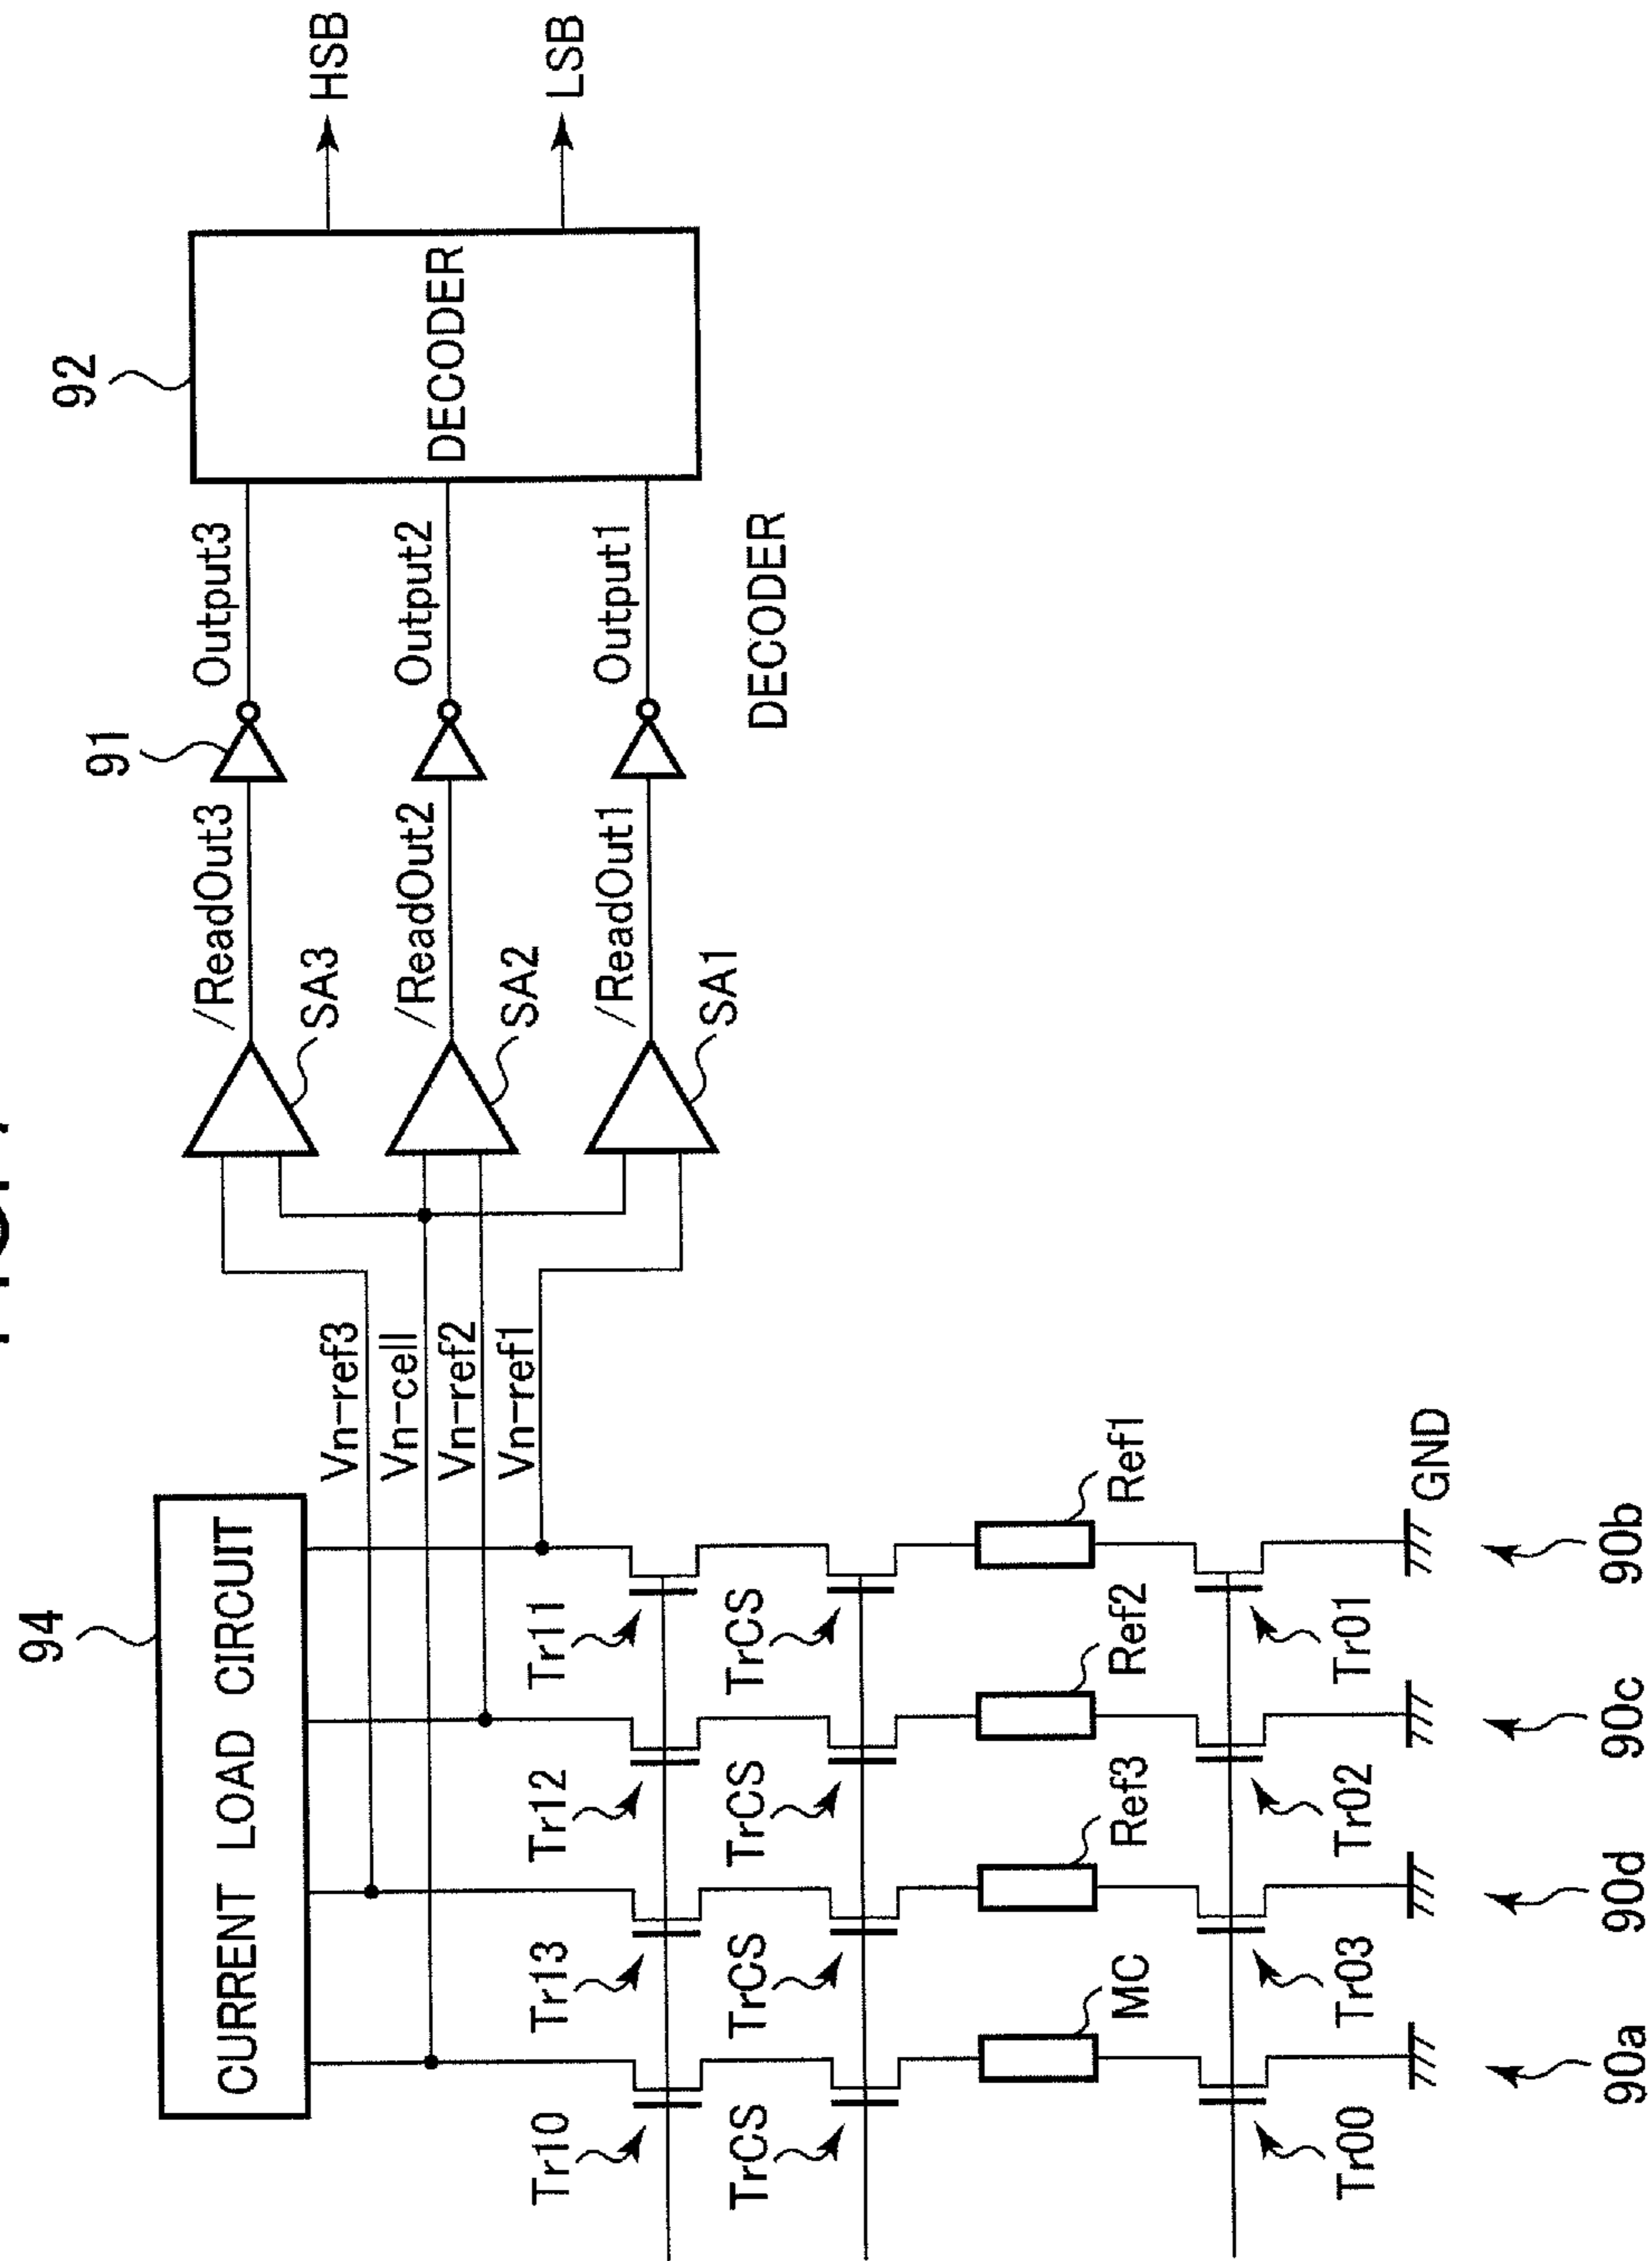 94
CURRENT LOAD CIRCUIT
Vn-ref3
Vn-cell
Vn-ref2
Vn-ref1
/ReadOut3
/ReadOut2
/ReadOut1
SA3
SA2
SA1
91
Output3
Output2
Output1
92
DECODER
DECODER
HSB
LSB
Tr10
Tr13
Tr12
Tr11
TrCS
TrCS
TrCS
TrCS
MC
Ref3
Ref2
Ref1
Tr00
Tr03
Tr02
Tr01
GND
90a
90d
90c
90b